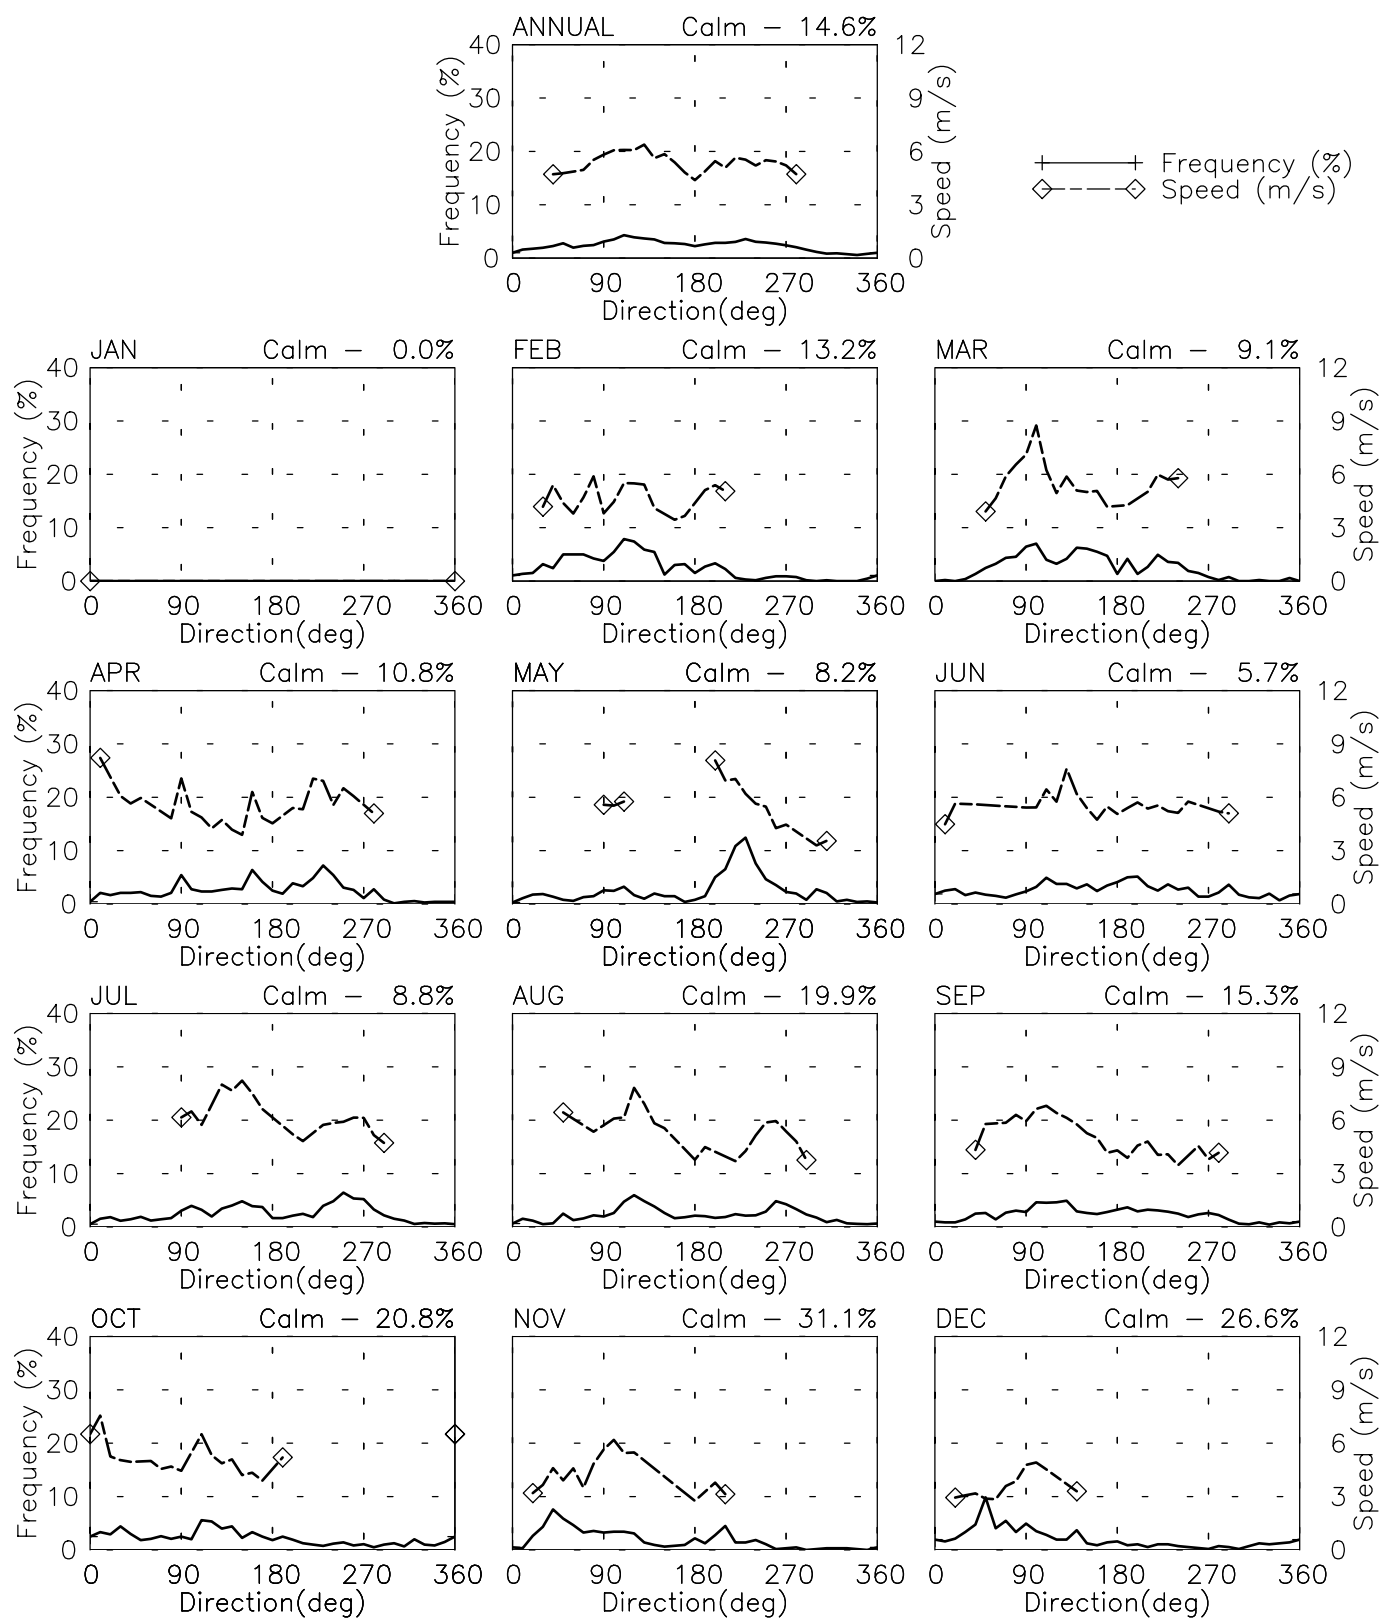 ANNUAL Calm – 14.6%
40 12
30 9
20 6
10 3
0 0
Frequency (%)
Speed (m/s)
0 90 180 270 360
Direction(deg)
Frequency (%)
Speed (m/s)
JAN Calm – 0.0%
40
30
20
10
0
Frequency (%)
0 90 180 270 360
Direction(deg)
FEB Calm – 13.2%
0 90 180 270 360
Direction(deg)
MAR Calm – 9.1%
12
9
6
3
0
Speed (m/s)
0 90 180 270 360
Direction(deg)
APR Calm – 10.8%
40
30
20
10
0
Frequency (%)
0 90 180 270 360
Direction(deg)
MAY Calm – 8.2%
0 90 180 270 360
Direction(deg)
JUN Calm – 5.7%
12
9
6
3
0
Speed (m/s)
0 90 180 270 360
Direction(deg)
JUL Calm – 8.8%
40
30
20
10
0
Frequency (%)
0 90 180 270 360
Direction(deg)
AUG Calm – 19.9%
0 90 180 270 360
Direction(deg)
SEP Calm – 15.3%
12
9
6
3
0
Speed (m/s)
0 90 180 270 360
Direction(deg)
OCT Calm – 20.8%
40
30
20
10
0
Frequency (%)
0 90 180 270 360
Direction(deg)
NOV Calm – 31.1%
0 90 180 270 360
Direction(deg)
DEC Calm – 26.6%
12
9
6
3
0
Speed (m/s)
0 90 180 270 360
Direction(deg)